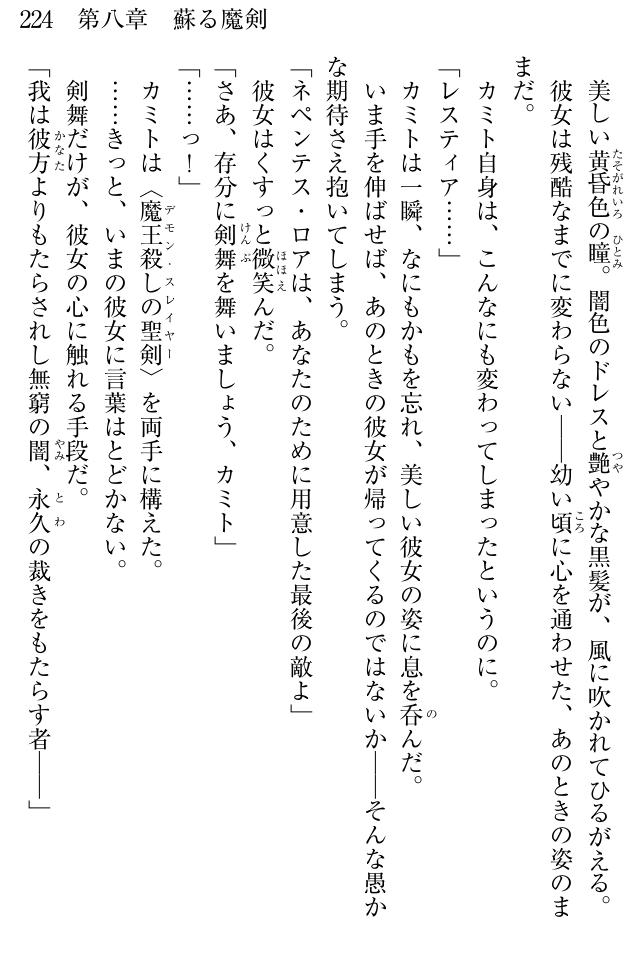 224　第八章　蘇る魔剣
美しい黄昏色の瞳。闇色のドレスと艶やかな黒髪が、風に吹かれてひるがえる。
彼女は残酷なまでに変わらない――幼い頃に心を通わせた、あのときの姿のま
まだ。
カミト自身は、こんなにも変わってしまったというのに。
「レスティア……」
カミトは一瞬、なにもかもを忘れ、美しい彼女の姿に息を呑んだ。
いま手を伸ばせば、あのときの彼女が帰ってくるのではないか――そんな愚か
な期待さえ抱いてしまう。
「ネペンテス・ロアは、あなたのために用意した最後の敵よ」
彼女はくすっと微笑んだ。
「さあ、存分に剣舞を舞いましょう、カミト」
「……っ！」
カミトは〈魔王殺しの聖剣〉を両手に構えた。
……きっと、いまの彼女に言葉はとどかない。
剣舞だけが、彼女の心に触れる手段だ。
「我は彼方よりもたらされし無窮の闇、永久の裁きをもたらす者――」